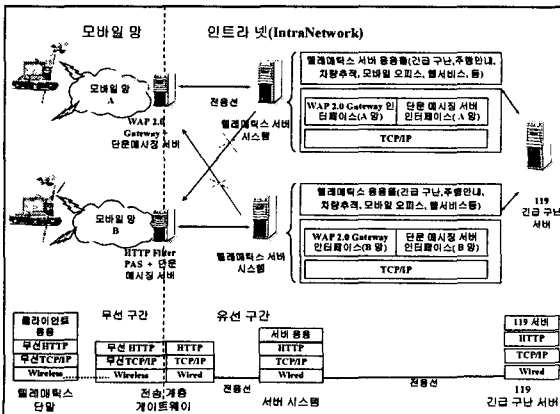 모바일 망
인트라 넷(IntraNetwork)
모바일 망
A
WAP 2.0
Gateway +
단문메시징 서버
전용선
텔레매틱스 서버
시스템
텔레매틱스 서버 응용들(긴급 구난,주행안내,
차량추적, 모바일 오피스, 웹서비스, 등)
WAP 2.0 Gateway 인
터페이스(A 망)
단문 메시징 서버
인터페이스(A 망)
TCP/IP
119
긴급 구난 서버
모바일 망
B
HTTP Filter
PAS + 단문
메시징 서버
텔레매틱스 서버
시스템
텔레매틱스 응용들(긴급 구난,주행안내,
차량추적, 모바일 오피스, 웹서비스등)
WAP 2.0 Gateway
인터페이스(B 망)
단문 메시징 서버
인터페이스(B 망)
TCP/IP
무선 구간
유선 구간
클라이언트
응용
무선HTTP
무선TCP/IP
Wireless
텔레매틱스
단말
무선 HTTP
무선TCP/IP
Wireless
HTTP
TCP/IP
Wired
전송 계층
게이트웨이
전용선
서버 응용
HTTP
TCP/IP
Wired
서버 시스템
전용선
119 서버
HTTP
TCP/IP
Wired
119
긴급 구난 서버